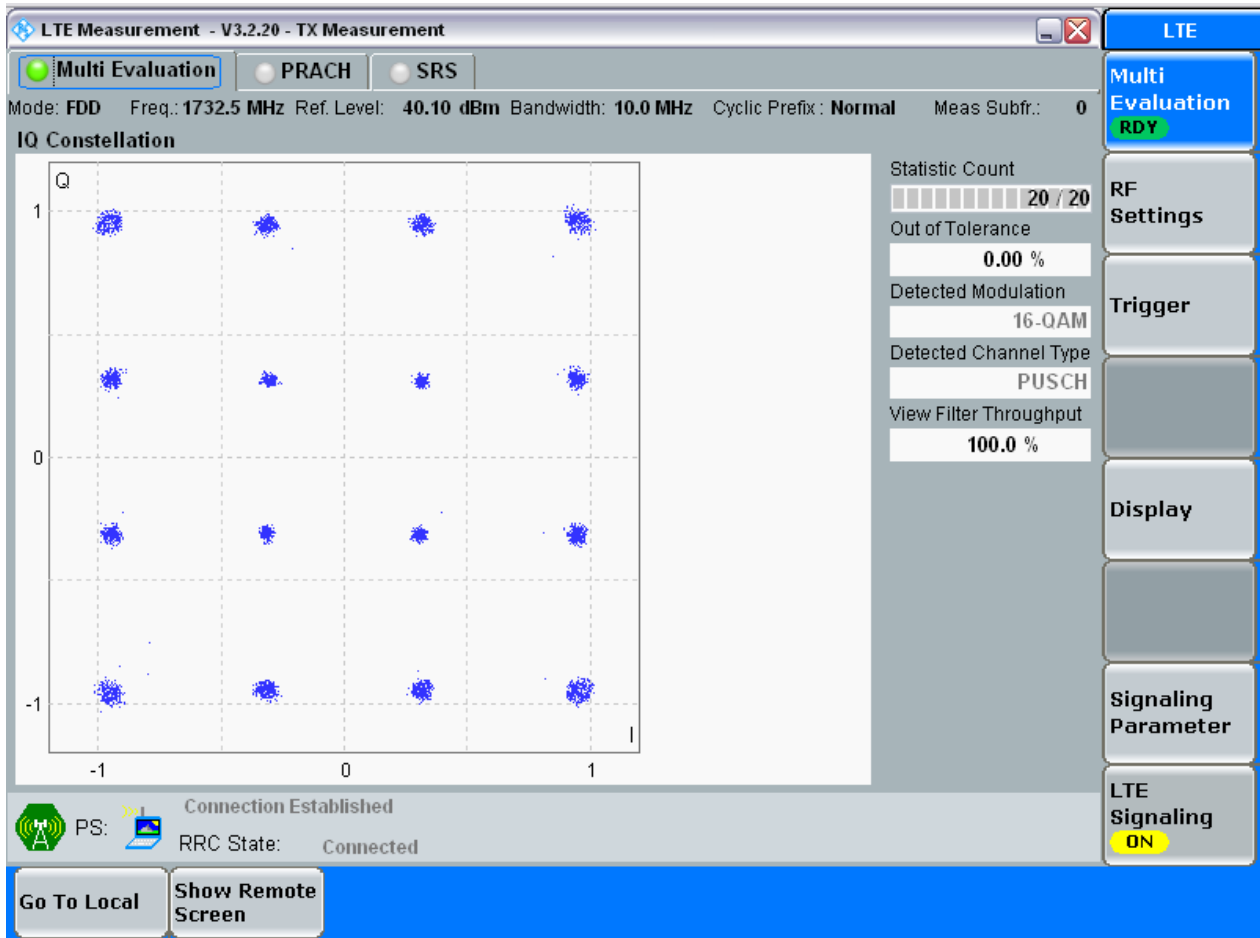 LTE Measurement - V3.2.20 - TX Measurement
LTE
Multi Evaluation PRACH SRS
Mode: FDD Freq.: 1732.5 MHz Ref. Level: 40.10 dBm Bandwidth: 10.0 MHz Cyclic Prefix : Normal Meas Subfr.: 0
IQ Constellation
Q
1
0
-1
I
-1 0 1
Statistic Count
20 / 20
Out of Tolerance
0.00 %
Detected Modulation
16-QAM
Detected Channel Type
PUSCH
View Filter Throughput
100.0 %
Multi
Evaluation
RDY
RF
Settings
Trigger
Display
Signaling
Parameter
LTE
Signaling
ON
PS:
Connection Established
RRC State: Connected
Go To Local
Show Remote
Screen